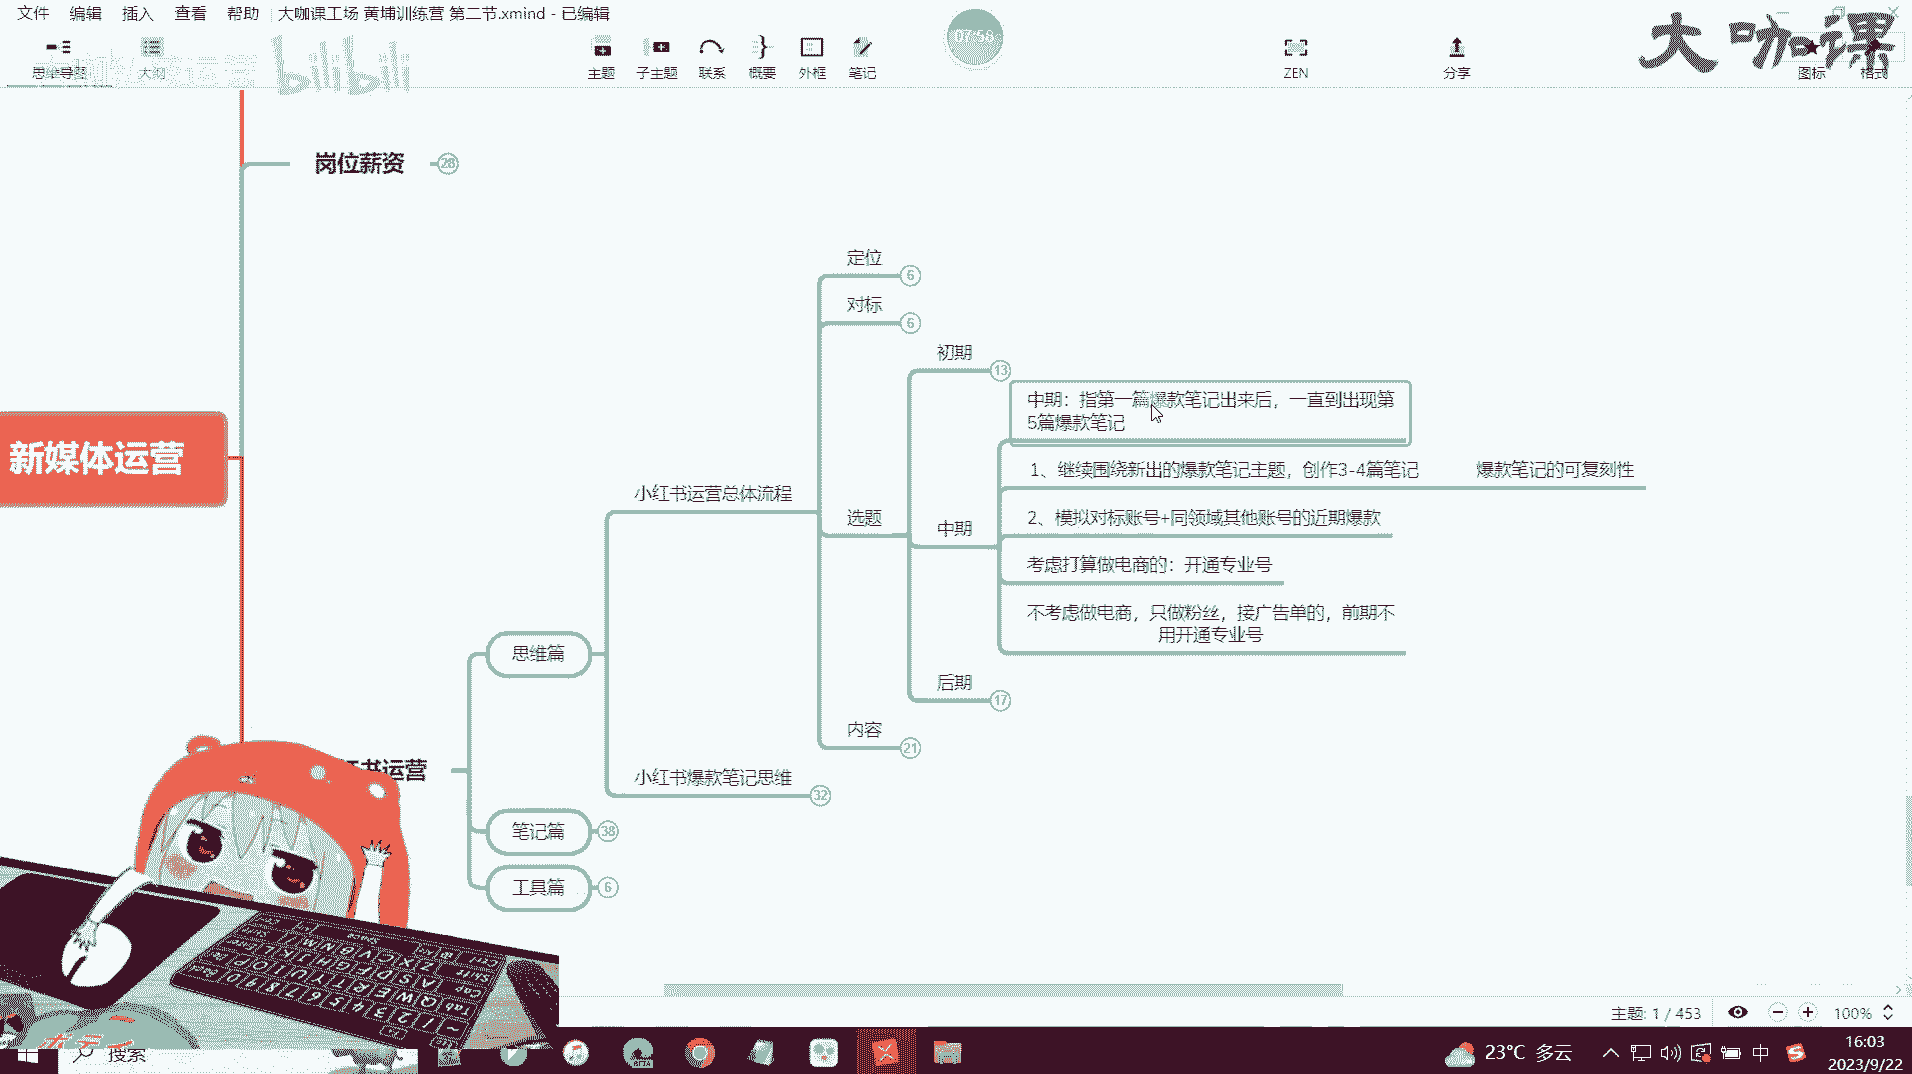 文件 编辑 插入 查看 帮助 大咖课工场 黄埔训练营 第二节.xmind - 已编辑
思维导图 大纲 主题 子主题 联系 概要 外框 笔记 ZEN 分享 图标 格式
bilibili
07:58
大咖课
岗位薪资 28
新媒体运营
定位 6
对标 6
初期 13
中期：指第一篇爆款笔记出来后，一直到出现第
5篇爆款笔记
1、继续围绕新出的爆款笔记主题，创作3-4篇笔记 爆款笔记的可复刻性
小红书运营总体流程
选题
中期
2、模拟对标账号+同领域其他账号的近期爆款
考虑打算做电商的：开通专业号
不考虑做电商，只做粉丝，接广告单的，前期不
用开通专业号
思维篇
后期 17
内容 21
书运营
小红书爆款笔记思维 32
笔记篇 38
工具篇 6
主题: 1 / 453 100%
搜索
BETA
23°C 多云
中
16:03
2023/9/22